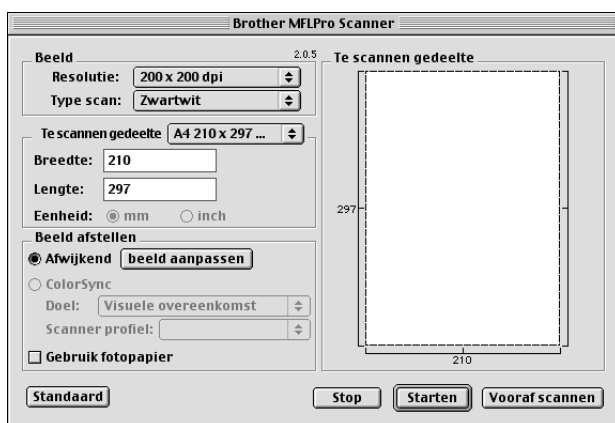 Brother MFLPro Scanner
Beeld
2.0.5
Resolutie: 200 x 200 dpi
Type scan: Zwartwit
Te scannen gedeelte A4 210 x 297 ...
Breedte: 210
Lengte: 297
Eenheid: mm inch
Beeld afstellen
Afwijkend beeld aanpassen
ColorSync
Doel: Visuele overeenkomst
Scanner profiel:
Gebruik fotopapier
Te scannen gedeelte
297
210
Standaard Stop Starten Vooraf scannen